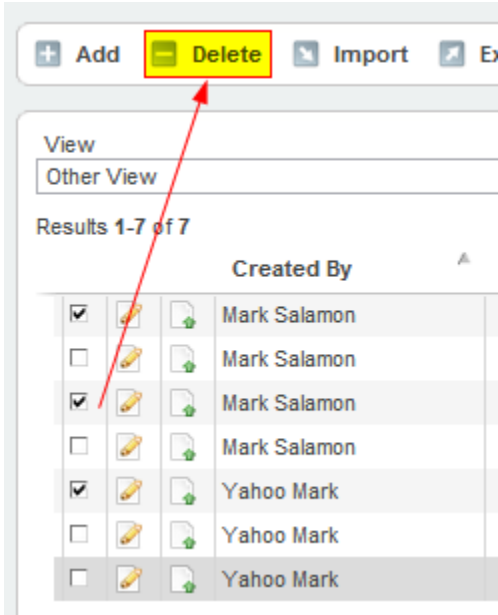 Add Delete Import Ex
View
Other View
Results 1-7 of 7
Created By
Mark Salamon
Mark Salamon
Mark Salamon
Mark Salamon
Yahoo Mark
Yahoo Mark
Yahoo Mark